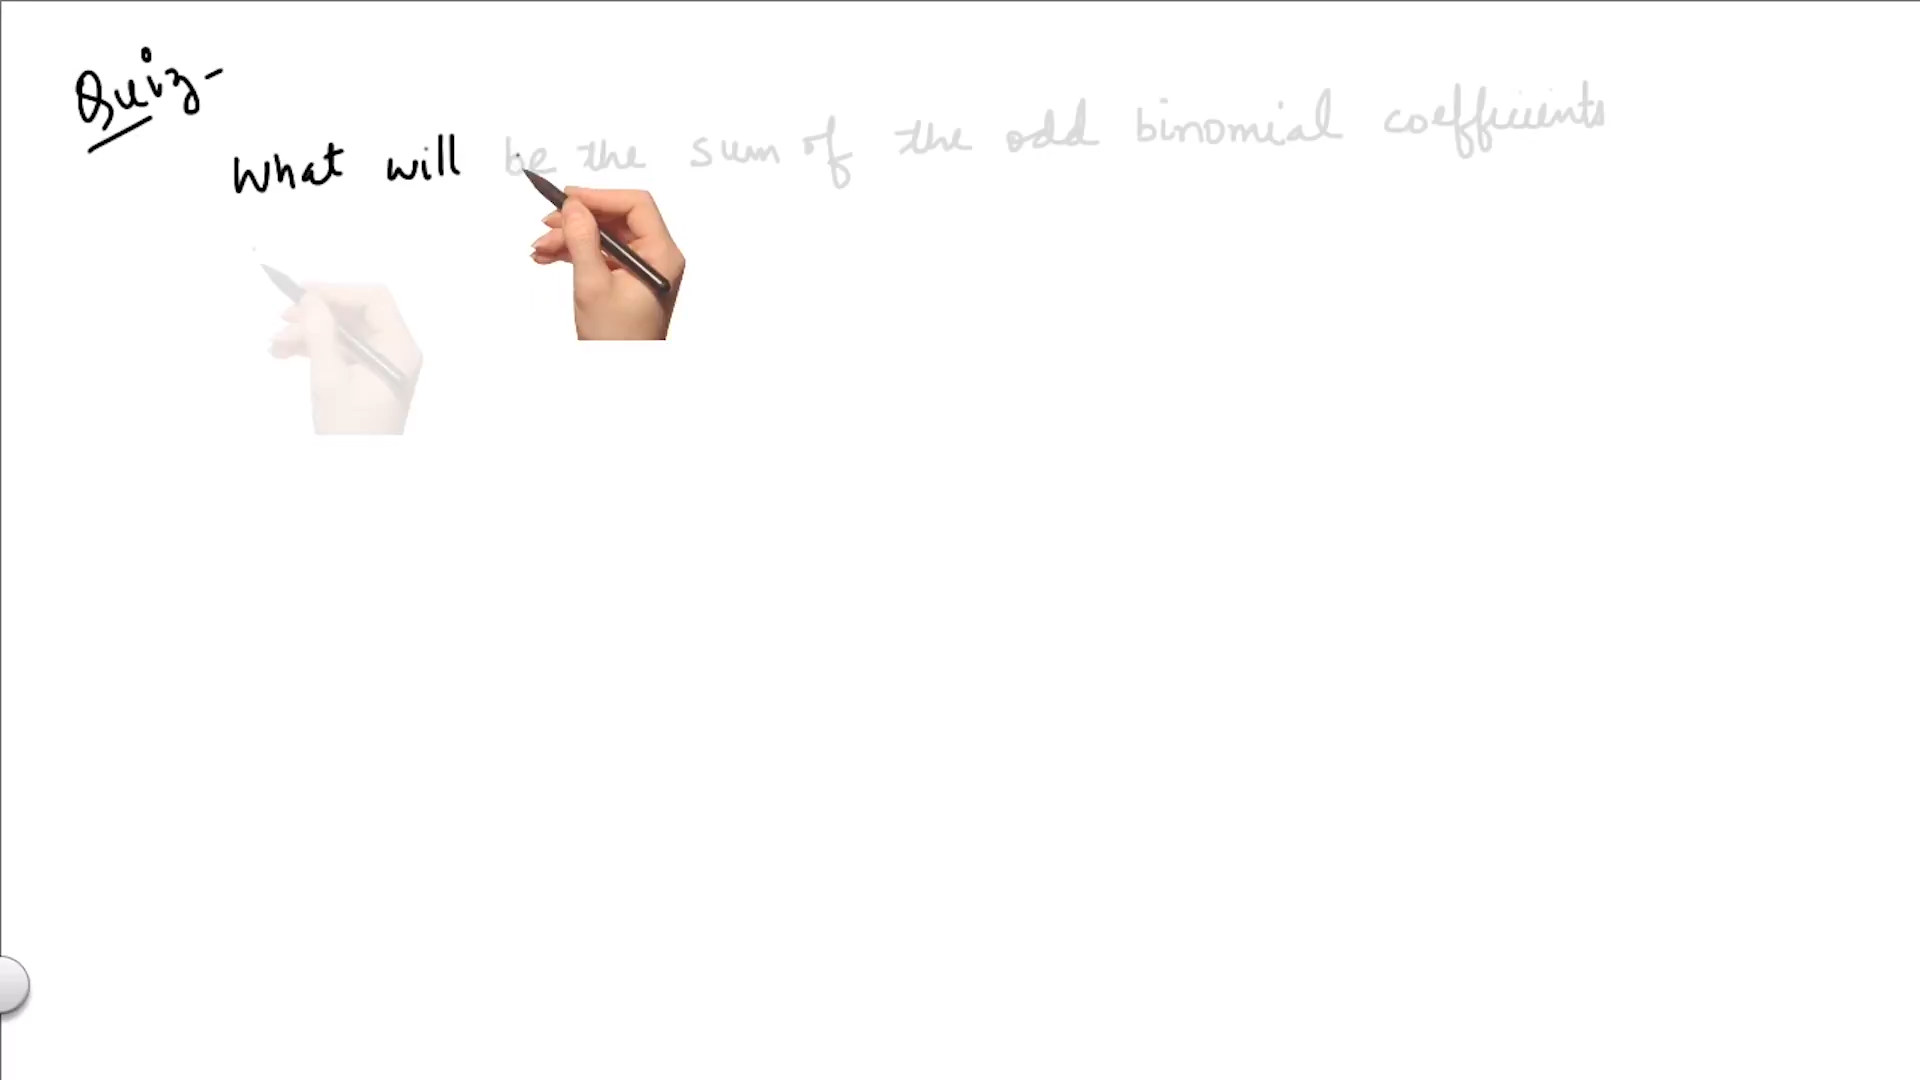 Quiz-
What will be the sum of the odd binomial coefficients